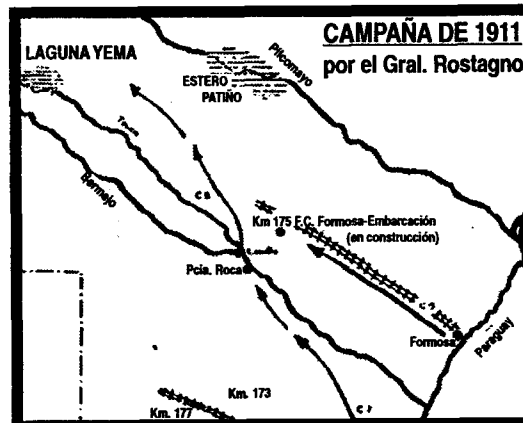 CAMPAÑA DE 1911
por el Gral. Rostagno
LAGUNA YEMA
ESTERO
PATIÑO
Pilcomayo
Teuco
Bermejo
Km 175 F.C. Formosa-Embarcación
(en construcción)
Pcia. Roca
Formosa
Paraguay
Km. 173
Km. 177